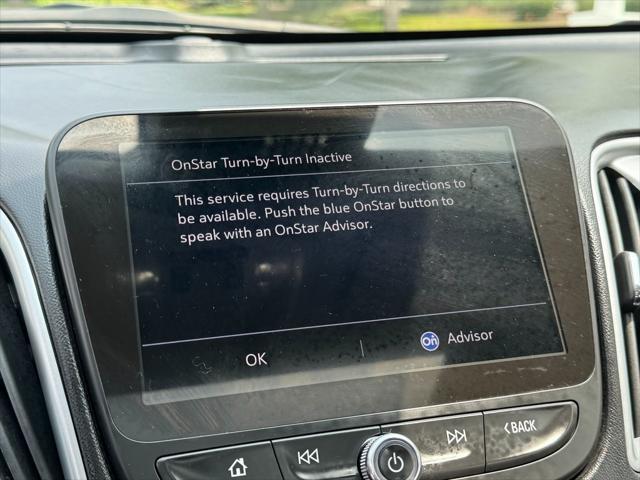 OnStar Turn-by-Turn Inactive
This service requires Turn-by-Turn directions to
be available. Push the blue OnStar button to
speak with an OnStar Advisor.
OK
On Advisor
<BACK